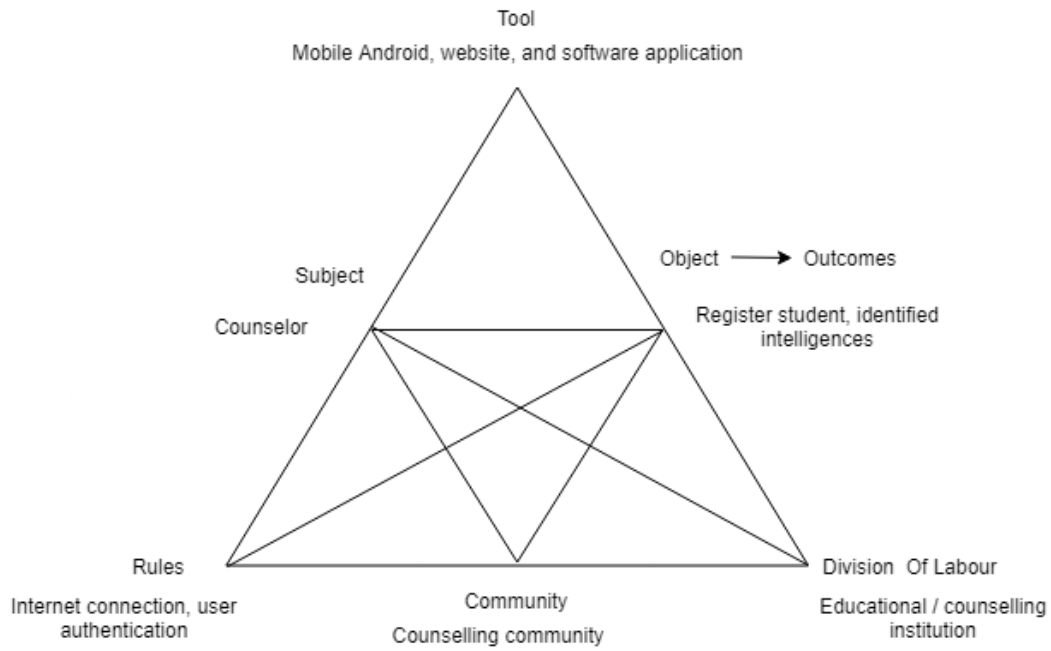 Tool
Mobile Android, website, and software application
Subject
Object
Outcomes
Counselor
Register student, identified
intelligences
Rules
Internet connection, user
authentication
Community
Counselling community
Division Of Labour
Educational / counselling
institution